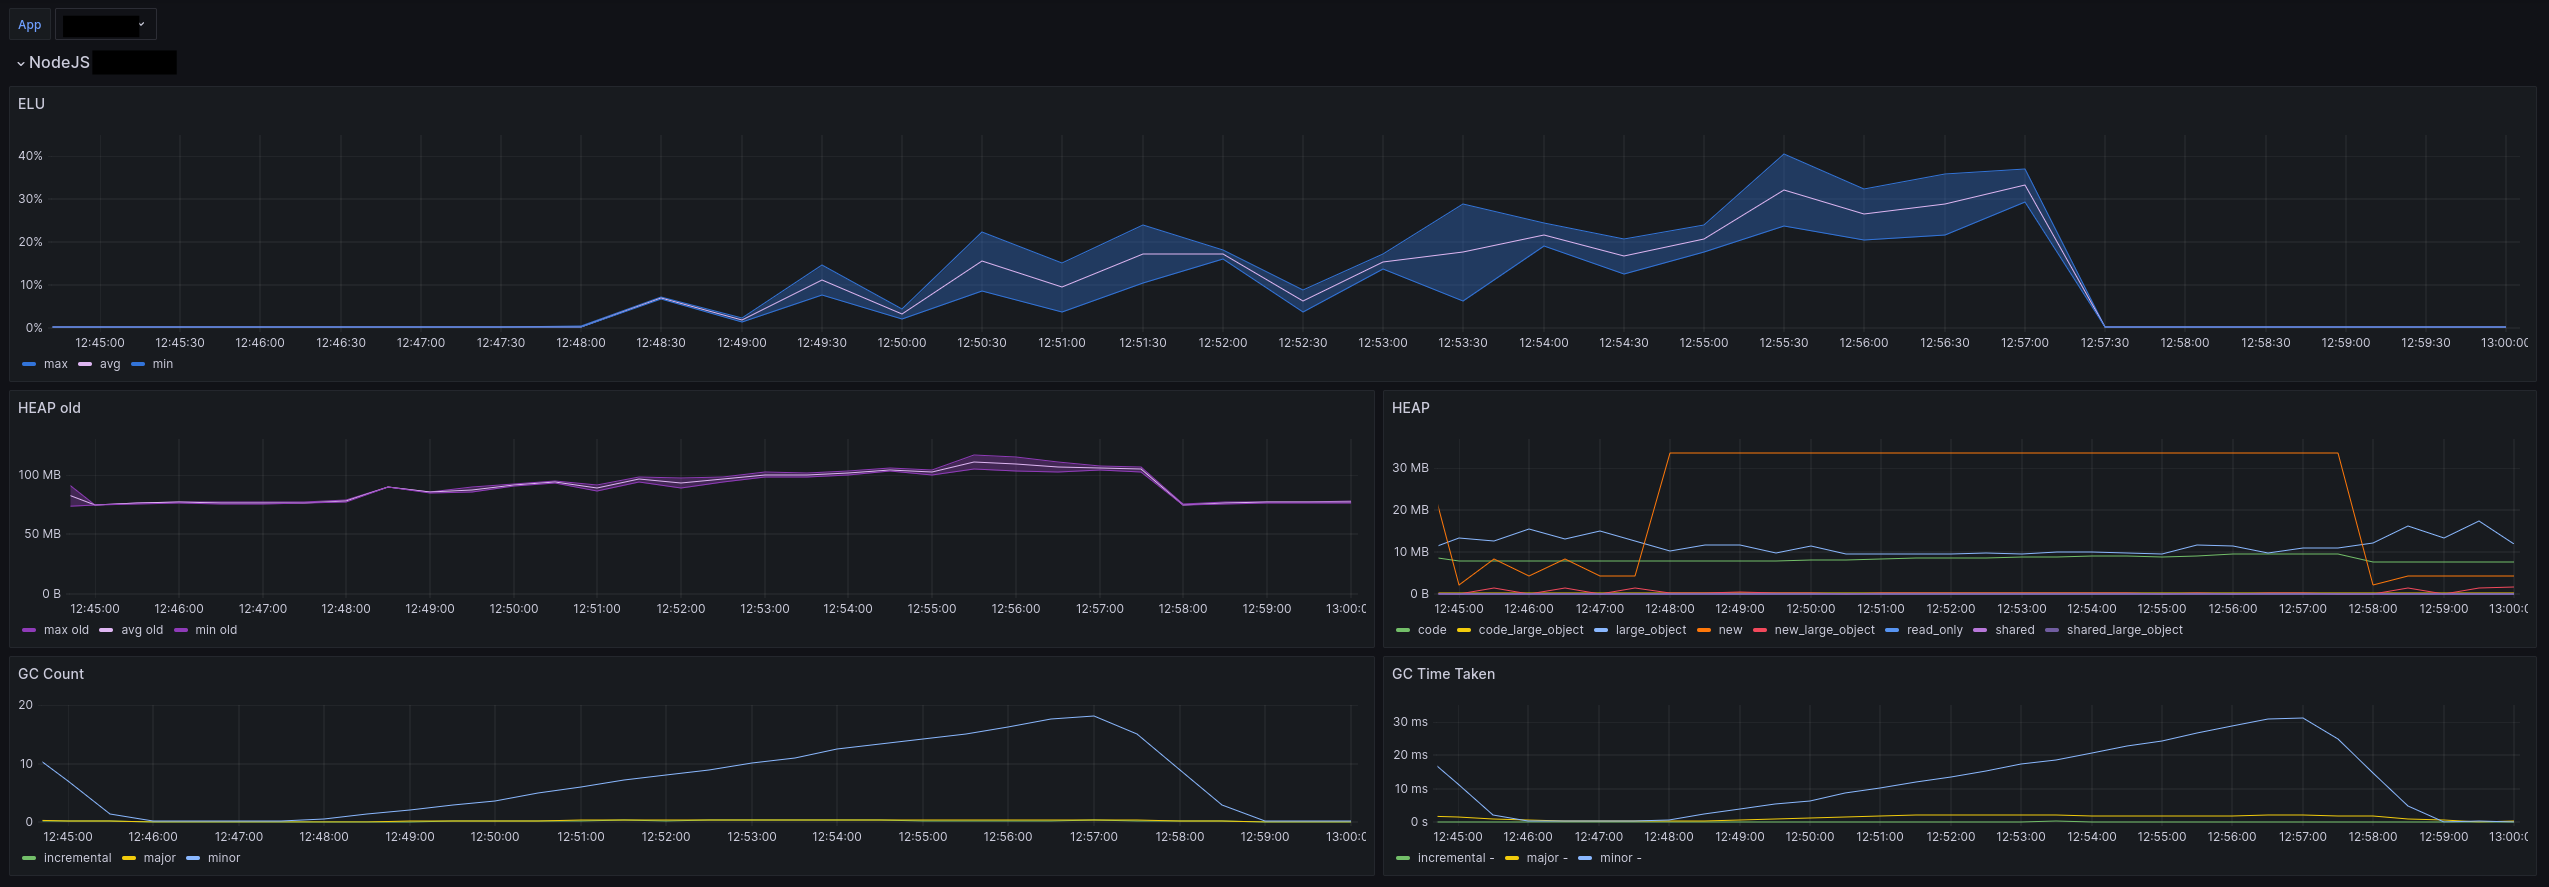 App
NodeJS
ELU
40%
30%
20%
10%
0%
12:45:00 12:45:30 12:46:00 12:46:30 12:47:00 12:47:30 12:48:00 12:48:30 12:49:00 12:49:30 12:50:00 12:50:30 12:51:00 12:51:30 12:52:00 12:52:30 12:53:00 12:53:30 12:54:00 12:54:30 12:55:00 12:55:30 12:56:00 12:56:30 12:57:00 12:57:30 12:58:00 12:58:30 12:59:00 12:59:30 13:00:00
max avg min
HEAP old
100 MB
50 MB
0 B
12:45:00 12:46:00 12:47:00 12:48:00 12:49:00 12:50:00 12:51:00 12:52:00 12:53:00 12:54:00 12:55:00 12:56:00 12:57:00 12:58:00 12:59:00 13:00:0
max old avg old min old
HEAP
30 MB
20 MB
10 MB
0 B
12:45:00 12:46:00 12:47:00 12:48:00 12:49:00 12:50:00 12:51:00 12:52:00 12:53:00 12:54:00 12:55:00 12:56:00 12:57:00 12:58:00 12:59:00 13:00:0
code code_large_object large_object new new_large_object read_only shared shared_large_object
GC Count
20
10
0
12:45:00 12:46:00 12:47:00 12:48:00 12:49:00 12:50:00 12:51:00 12:52:00 12:53:00 12:54:00 12:55:00 12:56:00 12:57:00 12:58:00 12:59:00 13:00:0
incremental major minor
GC Time Taken
30 ms
20 ms
10 ms
0 s
12:45:00 12:46:00 12:47:00 12:48:00 12:49:00 12:50:00 12:51:00 12:52:00 12:53:00 12:54:00 12:55:00 12:56:00 12:57:00 12:58:00 12:59:00 13:00:0
incremental - major - minor -